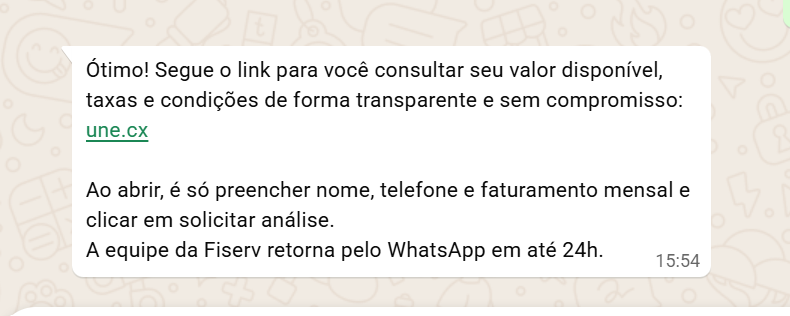 Ótimo! Segue o link para você consultar seu valor disponível,
taxas e condições de forma transparente e sem compromisso:
une.cx
Ao abrir, é só preencher nome, telefone e faturamento mensal e
clicar em solicitar análise.
A equipe da Fiserv retorna pelo WhatsApp em até 24h.
15:54